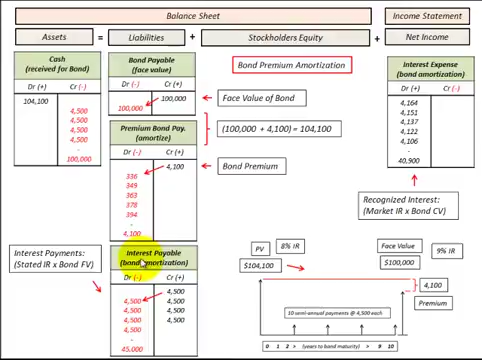 Balance Sheet
Income Statement
Assets
=
Liabilities
+
Stockholders Equity
+
Net Income
Cash
(received for Bond)
Dr (+)
Cr (-)
104,100
4,500
4,500
4,500
4,500
-
100,000
Bond Payable
(face value)
Dr (-)
Cr (+)
100,000
100,000
Face Value of Bond
Bond Premium Amortization
Interest Expense
(bond amortization)
Dr (+)
Cr (-)
4,164
4,151
4,137
4,122
4,106
-
40,900
Premium Bond Pay.
(amortize)
Dr (-)
Cr (+)
4,100
336
349
363
378
394
-
4,100
(100,000 + 4,100) = 104,100
Bond Premium
Recognized Interest:
(Market IR x Bond CV)
Interest Payments:
(Stated IR x Bond FV)
Interest Payable
(bond amortization)
Dr (-)
Cr (+)
4,500
4,500
4,500
4,500
4,500
4,500
4,500
4,500
-
45,000
PV
8% IR
$104,100
Face Value
9% IR
$100,000
4,100
Premium
10 semi-annual payments @ 4,500 each
0 1 2 > (years to bond maturity) > 9 10